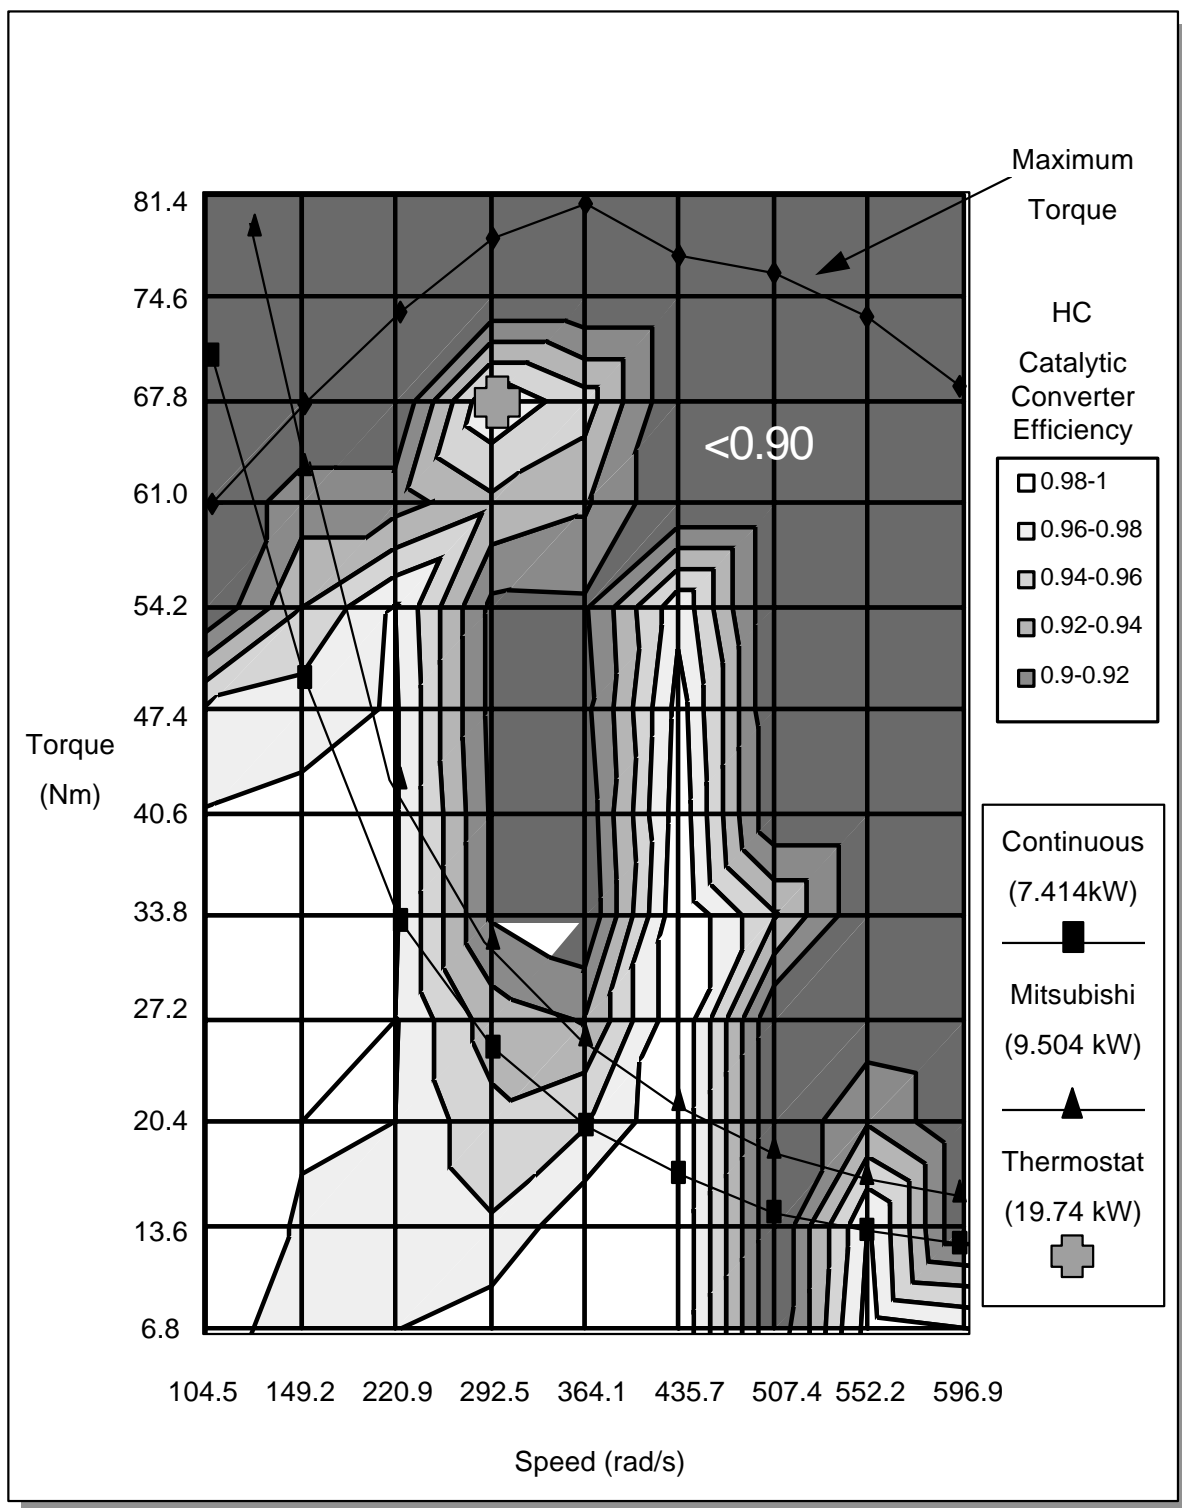 Maximum
Torque
81.4
74.6
67.8
61.0
54.2
47.4
40.6
33.8
27.2
20.4
13.6
6.8
Torque
(Nm)
<0.90
HC
Catalytic
Converter
Efficiency
0.98-1
0.96-0.98
0.94-0.96
0.92-0.94
0.9-0.92
Continuous
(7.414kW)
Mitsubishi
(9.504 kW)
Thermostat
(19.74 kW)
104.5 149.2 220.9 292.5 364.1 435.7 507.4 552.2 596.9
Speed (rad/s)